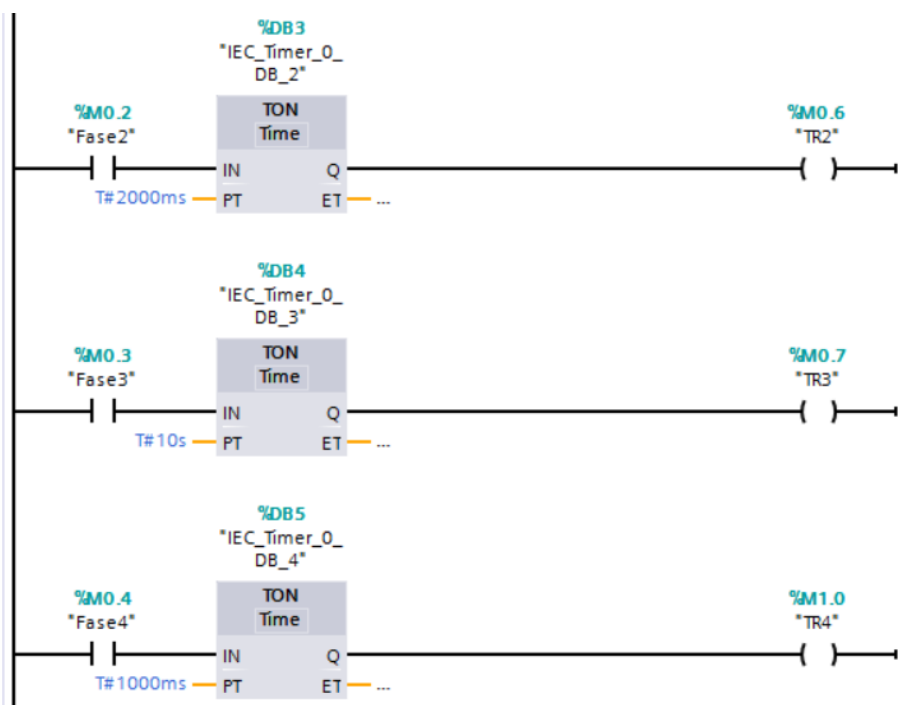 %DB3
"IEC_Timer_0_
DB_2"
%M0.2
"Fase2"
TON
Time
%M0.6
"TR2"
IN Q
T#2000ms PT ET ...
%DB4
"IEC_Timer_0_
DB_3"
%M0.3
"Fase3"
TON
Time
%M0.7
"TR3"
IN Q
T#10s PT ET ...
%DB5
"IEC_Timer_0_
DB_4"
%M0.4
"Fase4"
TON
Time
%M1.0
"TR4"
IN Q
T#1000ms PT ET ...